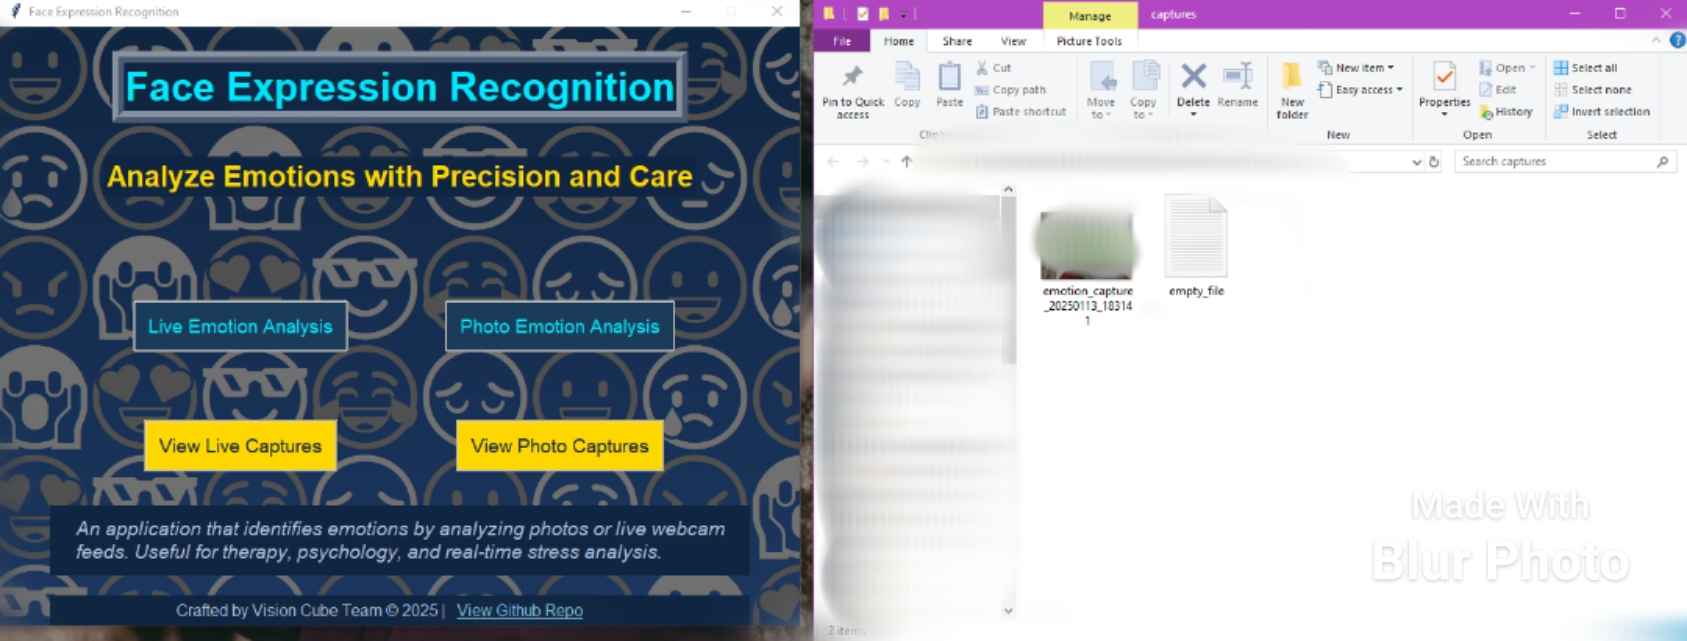 Face Expression Recognition
Face Expression Recognition
Analyze Emotions with Precision and Care
Live Emotion Analysis
Photo Emotion Analysis
View Live Captures
View Photo Captures
An application that identifies emotions by analyzing photos or live webcam
feeds. Useful for therapy, psychology, and real-time stress analysis.
Crafted by Vision Cube Team © 2025 | View Github Repo
Manage
captures
File
Home
Share
View
Picture Tools
Pin to Quick
access
Copy
Paste
Cut
Copy path
Paste shortcut
Move
to
Copy
to
Delete
Rename
New
folder
New item
Easy access
New
Properties
Open
Edit
History
Open
Select all
Select none
Invert selection
Select
Search captures
emotion_capture
_20250113_18314
1
empty_file
2 items
Made With
Blur Photo